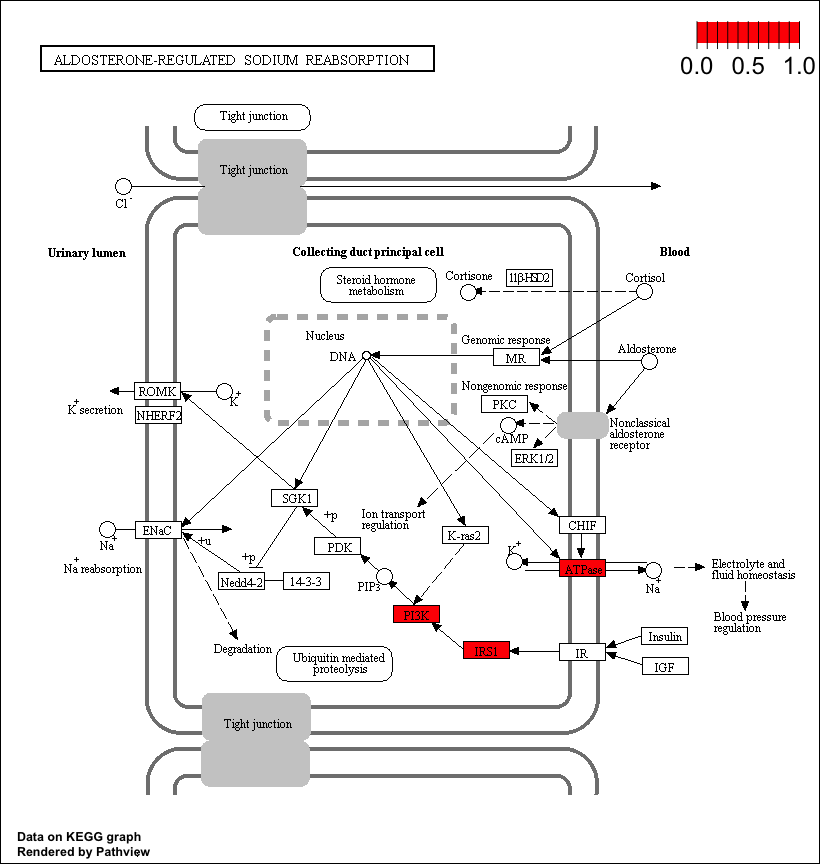 0.0 0.5 1.0
ALDOSTERONE-REGULATED SODIUM REABSORPTION
Tight junction
Tight junction
Cl-
Urinary lumen
Collecting duct principal cell
Blood
Steroid hormone
metabolism
Cortisone
11β-HSD2
Cortisol
Nucleus
DNA
Genomic response
MR
Aldosterone
Nongenomic response
PKC
cAMP
ERK1/2
Nonclassical
aldosterone
receptor
ROMK
K+
K+ secretion
NHERF2
SGK1
Ion transport
regulation
+p
PDK
K-ras2
CHIF
ENaC
Na+
Na+ reabsorption
+u
+p
Nedd4-2
14-3-3
PIP3
K+
ATPase
Na+
Electrolyte and
fluid homeostasis
Blood pressure
regulation
PI3K
Degradation
Ubiquitin mediated
proteolysis
IRS1
IR
Insulin
IGF
Tight junction
Data on KEGG graph
Rendered by Pathview